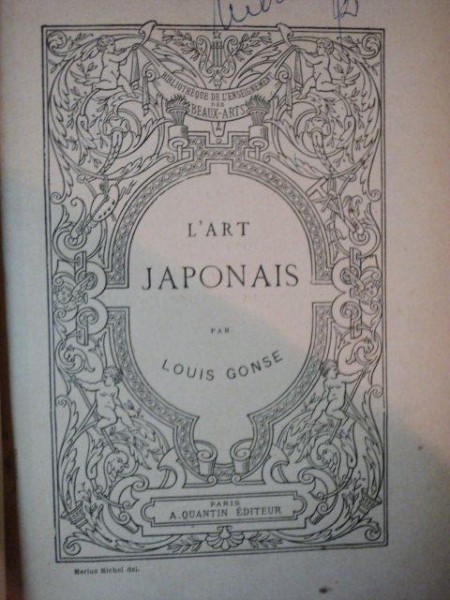 BIBLIOTHÈQUE DE L'ENSEIGNEMENT
DES
BEAUX-ARTS
L'ART
JAPONAIS
PAR
LOUIS GONSE
PARIS
A. QUANTIN ÉDITEUR
Marius Michel del.